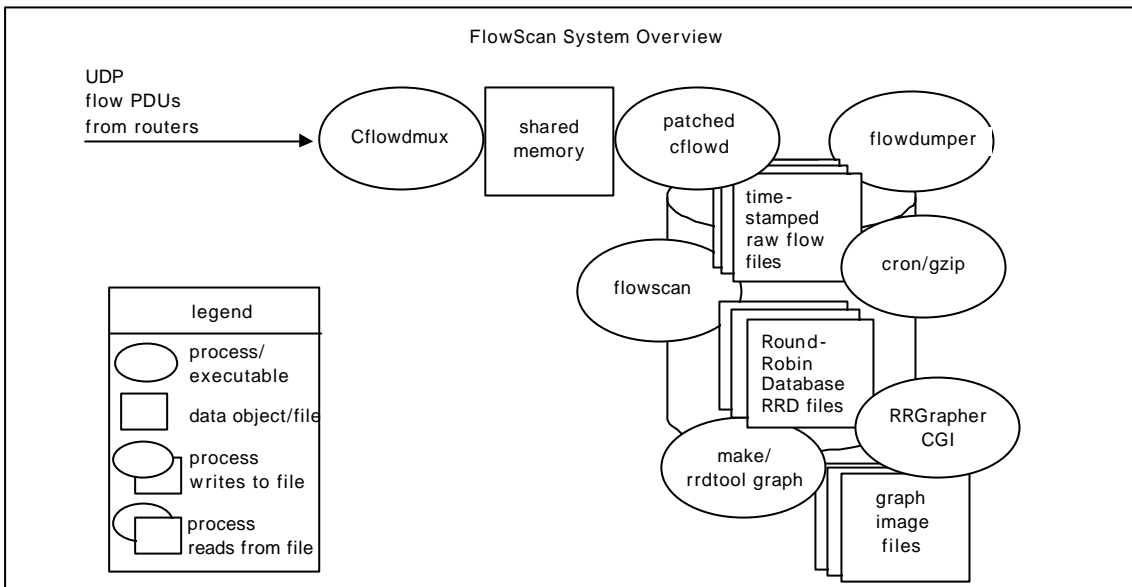 FlowScan System Overview
UDP
flow PDUs
from routers
Cflowdmux
shared
memory
patched
cflowd
flowdumper
time-
stamped
raw flow
files
flowscan
cron/gzip
Round-
Robin
Database
RRD files
RRGrapher
CGI
make/
rrdtool graph
graph
image
files
legend
process/
executable
data object/file
process
writes to file
process
reads from file